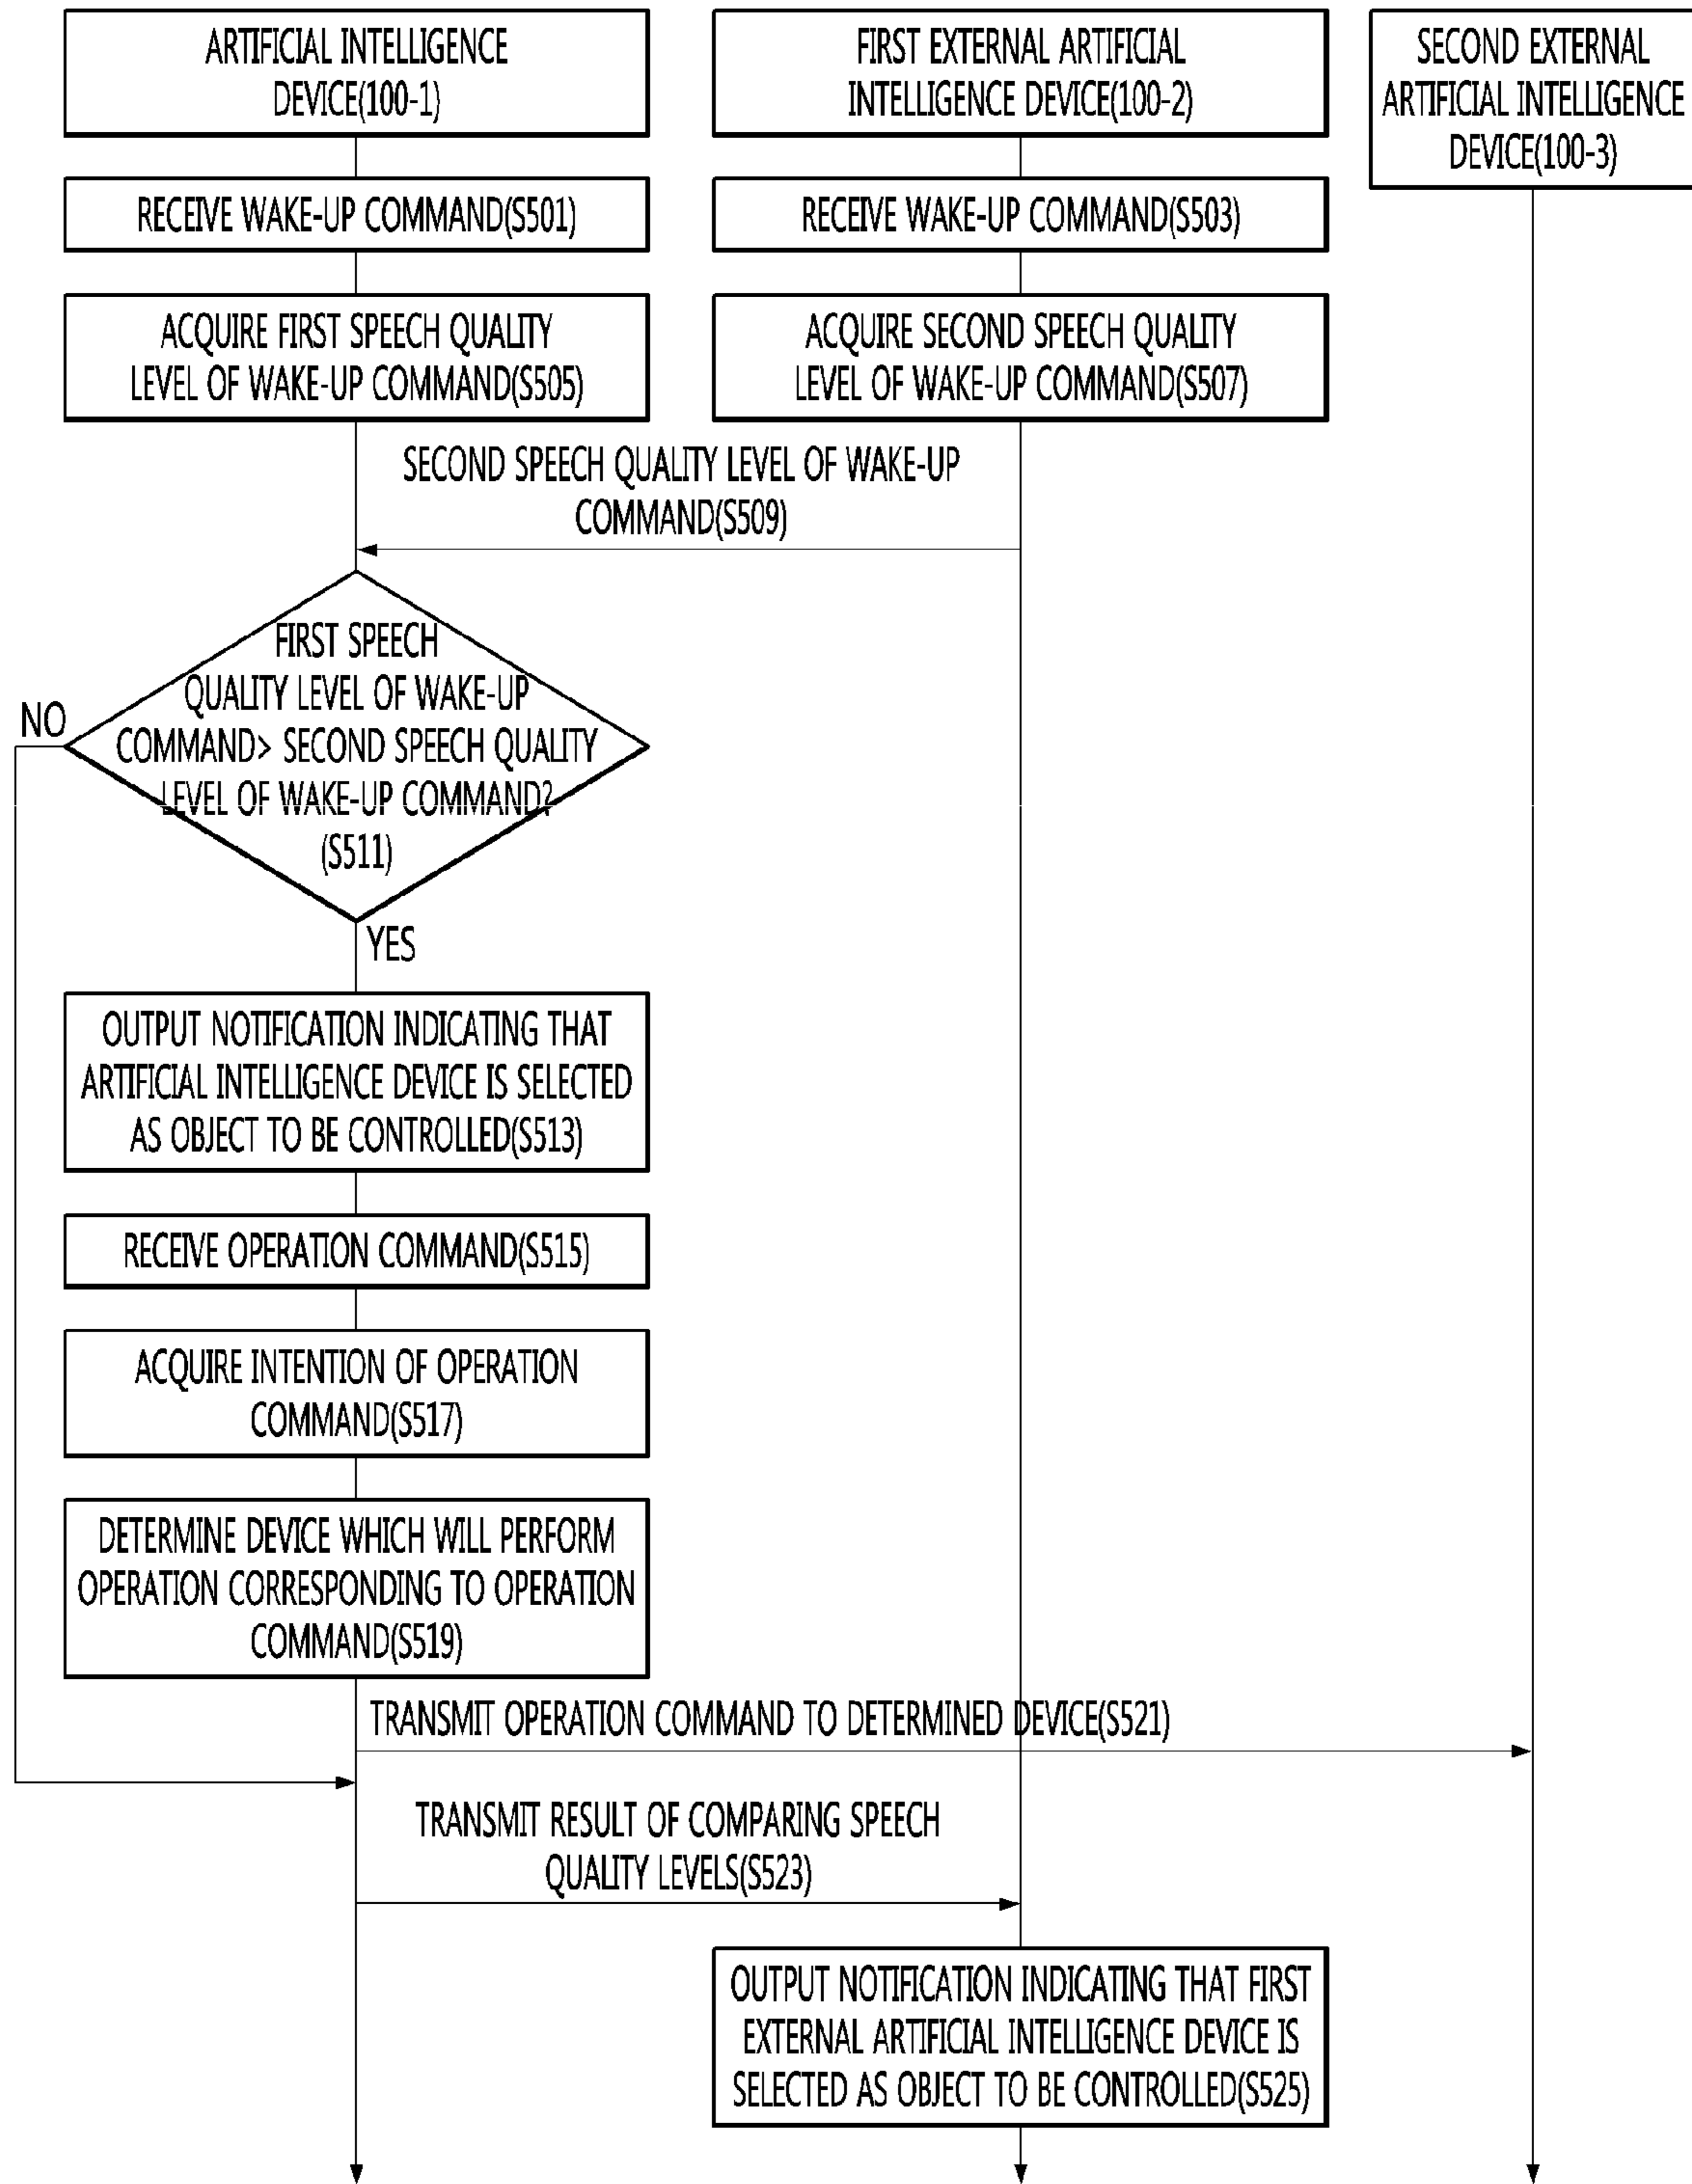 ARTIFICIAL INTELLIGENCE
DEVICE(100-1)
FIRST EXTERNAL ARTIFICIAL
INTELLIGENCE DEVICE(100-2)
SECOND EXTERNAL
ARTIFICIAL INTELLIGENCE
DEVICE(100-3)
RECEIVE WAKE-UP COMMAND(S501)
RECEIVE WAKE-UP COMMAND(S503)
ACQUIRE FIRST SPEECH QUALITY
LEVEL OF WAKE-UP COMMAND(S505)
ACQUIRE SECOND SPEECH QUALITY
LEVEL OF WAKE-UP COMMAND(S507)
SECOND SPEECH QUALITY LEVEL OF WAKE-UP
COMMAND(S509)
FIRST SPEECH
QUALITY LEVEL OF WAKE-UP
COMMAND> SECOND SPEECH QUALITY
LEVEL OF WAKE-UP COMMAND?
(S511)
NO
YES
OUTPUT NOTIFICATION INDICATING THAT
ARTIFICIAL INTELLIGENCE DEVICE IS SELECTED
AS OBJECT TO BE CONTROLLED(S513)
RECEIVE OPERATION COMMAND(S515)
ACQUIRE INTENTION OF OPERATION
COMMAND(S517)
DETERMINE DEVICE WHICH WILL PERFORM
OPERATION CORRESPONDING TO OPERATION
COMMAND(S519)
TRANSMIT OPERATION COMMAND TO DETERMINED DEVICE(S521)
TRANSMIT RESULT OF COMPARING SPEECH
QUALITY LEVELS(S523)
OUTPUT NOTIFICATION INDICATING THAT FIRST
EXTERNAL ARTIFICIAL INTELLIGENCE DEVICE IS
SELECTED AS OBJECT TO BE CONTROLLED(S525)